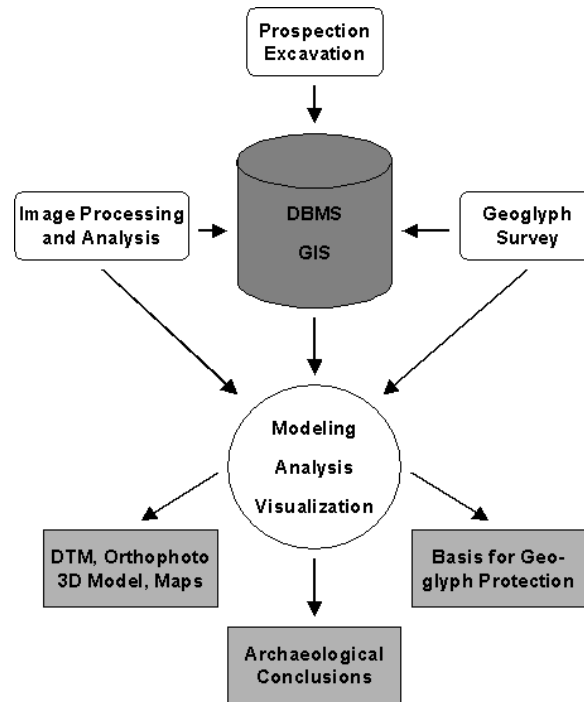 Prospection
Excavation
Image Processing
and Analysis
DBMS
GIS
Geoglyph
Survey
Modeling
Analysis
Visualization
DTM, Orthophoto
3D Model, Maps
Basis for Geo-
glyph Protection
Archaeological
Conclusions